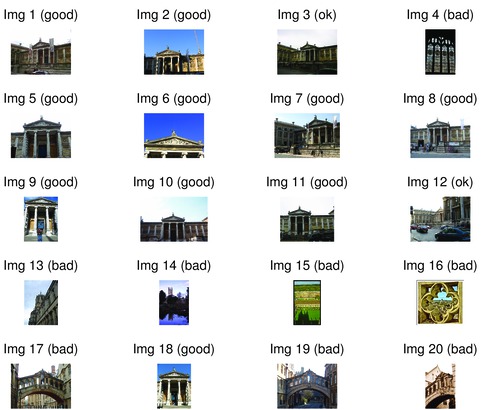 Img 1 (good) Img 2 (good) Img 3 (ok) Img 4 (bad)
Img 5 (good) Img 6 (good) Img 7 (good) Img 8 (good)
Img 9 (good) Img 10 (good) Img 11 (good) Img 12 (ok)
Img 13 (bad) Img 14 (bad) Img 15 (bad) Img 16 (bad)
Img 17 (bad) Img 18 (good) Img 19 (bad) Img 20 (bad)